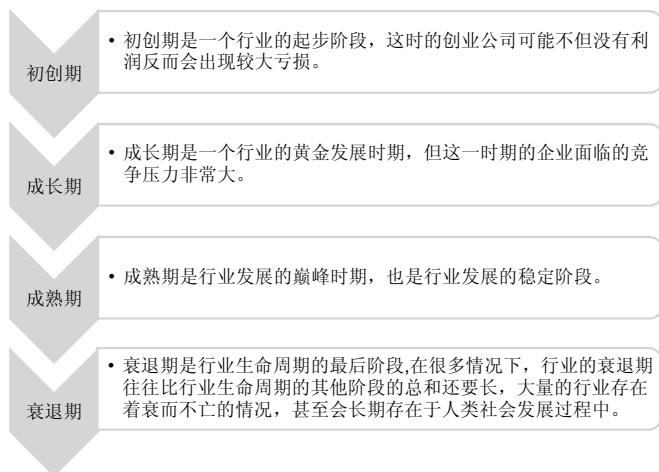 初创期
• 初创期是一个行业的起步阶段，这时的创业公司可能不但没有利
润反而会出现较大亏损。
成长期
• 成长期是一个行业的黄金发展时期，但这一时期的企业面临的竞
争压力非常大。
成熟期
• 成熟期是行业发展的巅峰时期，也是行业发展的稳定阶段。
衰退期
• 衰退期是行业生命周期的最后阶段,在很多情况下，行业的衰退期
往往比行业生命周期的其他阶段的总和还要长，大量的行业存在
着衰而不亡的情况，甚至会长期存在于人类社会发展过程中。